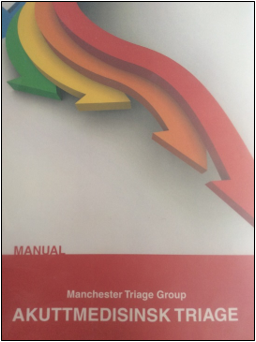 MANUAL
Manchester Triage Group
AKUTTMEDISINSK TRIAGE